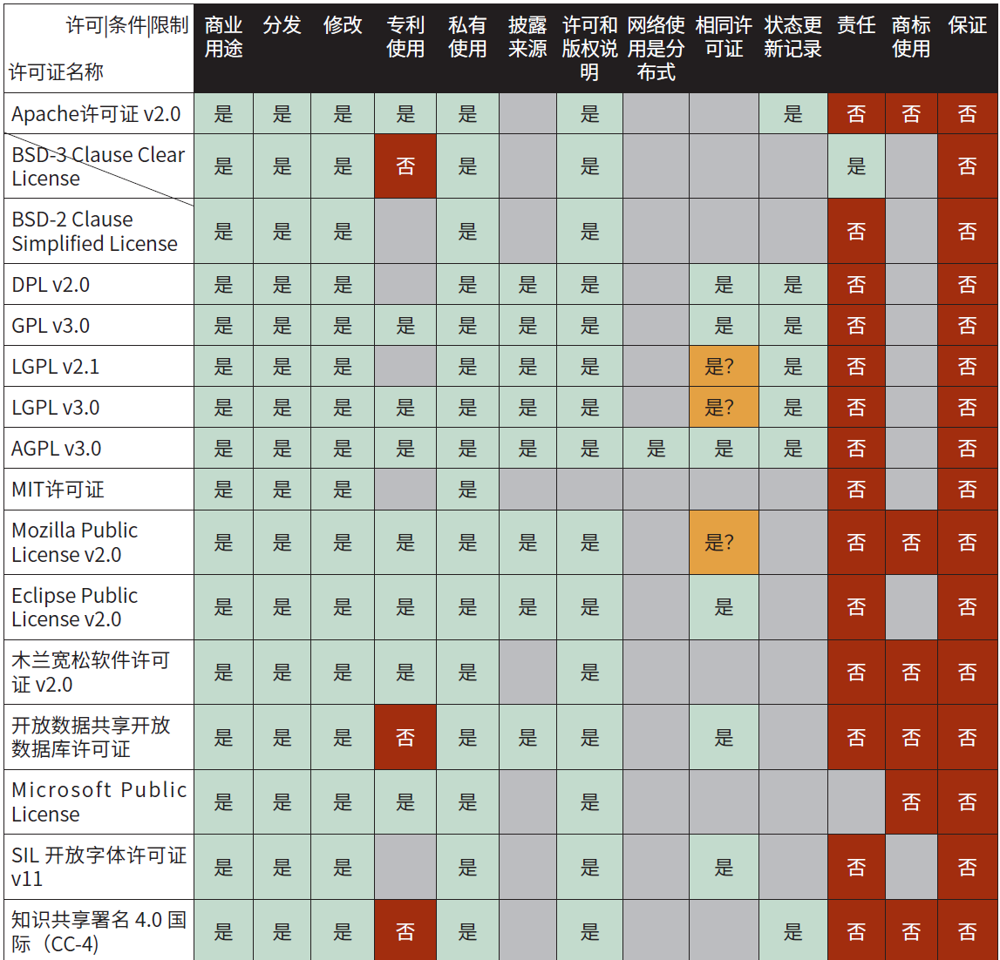 许可|条件|限制
许可证名称
商业用途 分发 修改 专利使用 私有使用 披露来源 许可和版权说明 网络使用是分布式 相同许可证 状态更新记录 责任 商标使用 保证
Apache许可证 v2.0 是 是 是 是 是 是 是 否 否 否
BSD-3 Clause Clear License 是 是 是 否 是 是 是 否
BSD-2 Clause Simplified License 是 是 是 是 是 否 否
DPL v2.0 是 是 是 是 是 是 是 是 否 否
GPL v3.0 是 是 是 是 是 是 是 是 是 否 否
LGPL v2.1 是 是 是 是 是 是 是? 是 否 否
LGPL v3.0 是 是 是 是 是 是 是 是? 是 否 否
AGPL v3.0 是 是 是 是 是 是 是 是 是 是 否 否
MIT许可证 是 是 是 是 否 否
Mozilla Public License v2.0 是 是 是 是 是 是 是 是? 否 否 否
Eclipse Public License v2.0 是 是 是 是 是 是 是 是 否 否
木兰宽松软件许可证 v2.0 是 是 是 是 是 是 否 否 否
开放数据共享开放数据库许可证 是 是 是 否 是 是 是 是 否 否 否
Microsoft Public License 是 是 是 是 是 是 否 否
SIL 开放字体许可证 v11 是 是 是 是 是 是 否 否
知识共享署名 4.0 国际（CC-4) 是 是 是 否 是 是 是 否 否 否